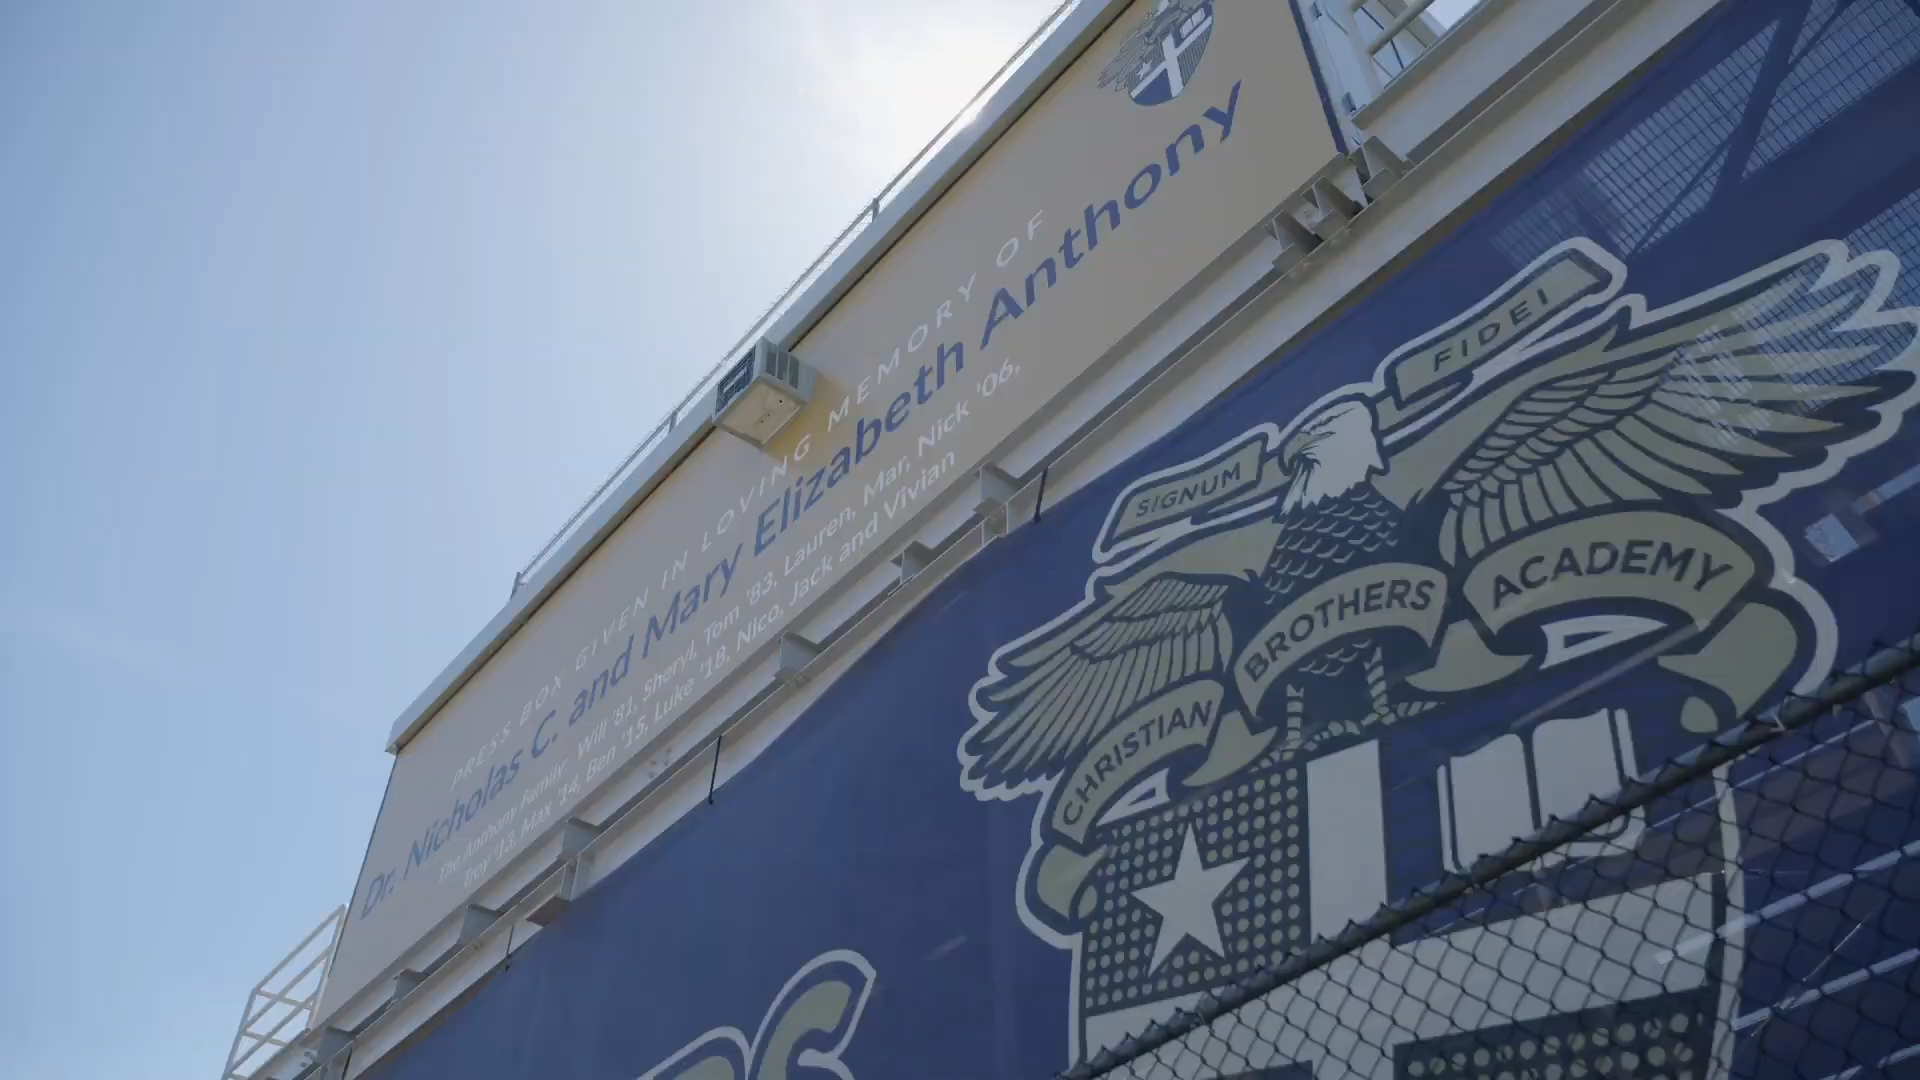 PRESS BOX GIVEN IN LOVING MEMORY OF
Dr. Nicholas C. and Mary Elizabeth Anthony
The Anthony Family: Will '81, Sheryl, Tom '83, Lauren, Mar, Nick '06,
Troy '13, Max '14, Ben '15, Luke '18, Nico, Jack and Vivian
SIGNUM FIDEI
CHRISTIAN BROTHERS ACADEMY